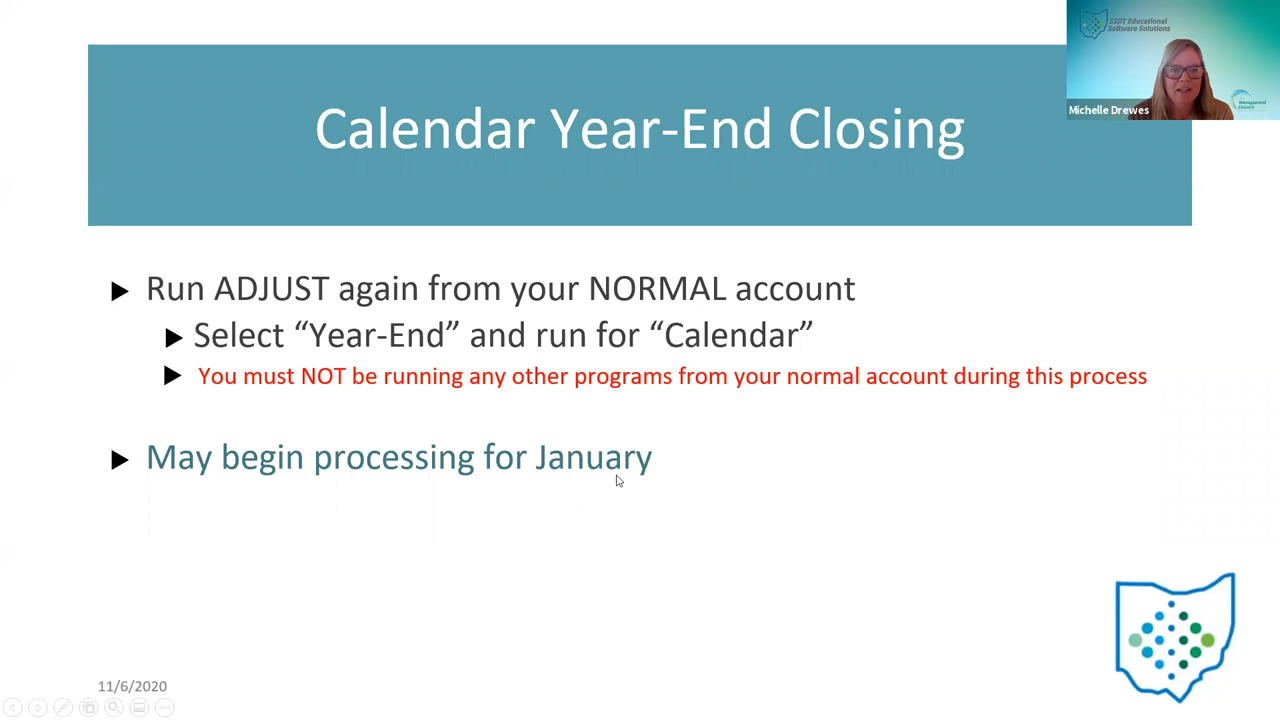 SSDT Educational
Software Solutions
Michelle Drewes
Management
Council
Calendar Year-End Closing
Run ADJUST again from your NORMAL account
Select “Year-End” and run for “Calendar”
You must NOT be running any other programs from your normal account during this process
May begin processing for January
11/6/2020